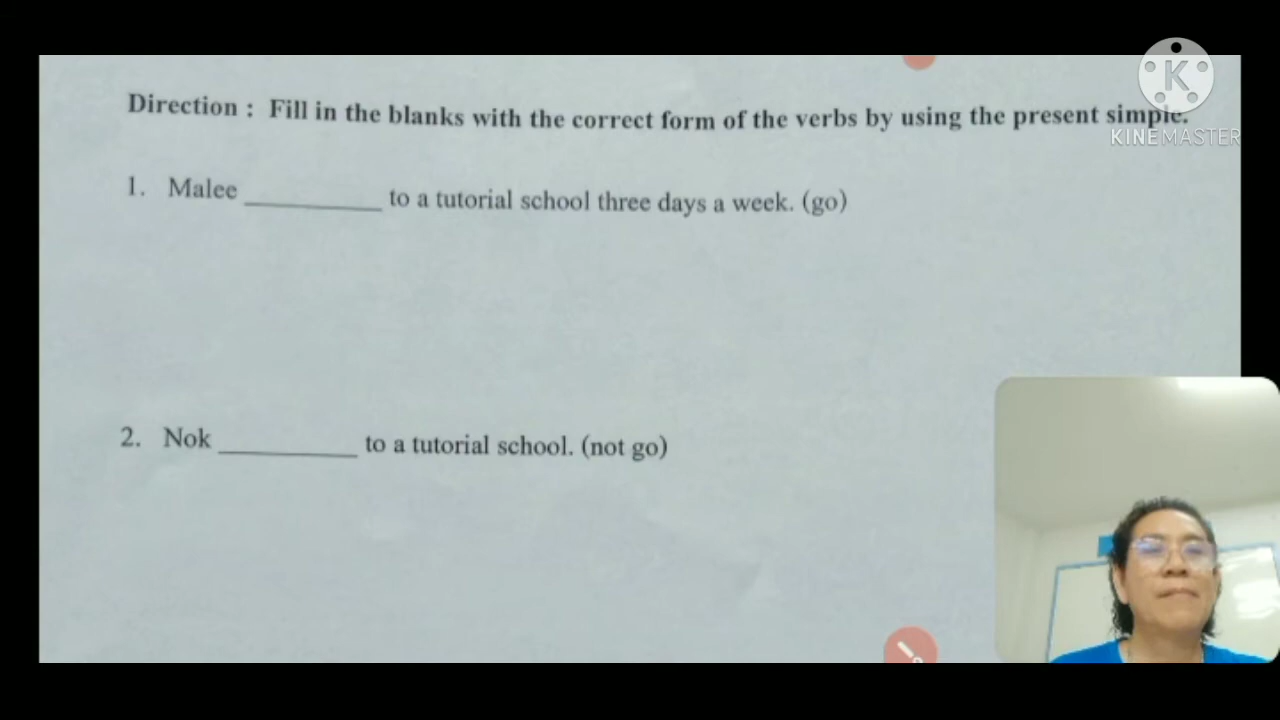 Direction : Fill in the blanks with the correct form of the verbs by using the present simple.
K
KINEMASTER
1. Malee __________ to a tutorial school three days a week. (go)
2. Nok __________ to a tutorial school. (not go)